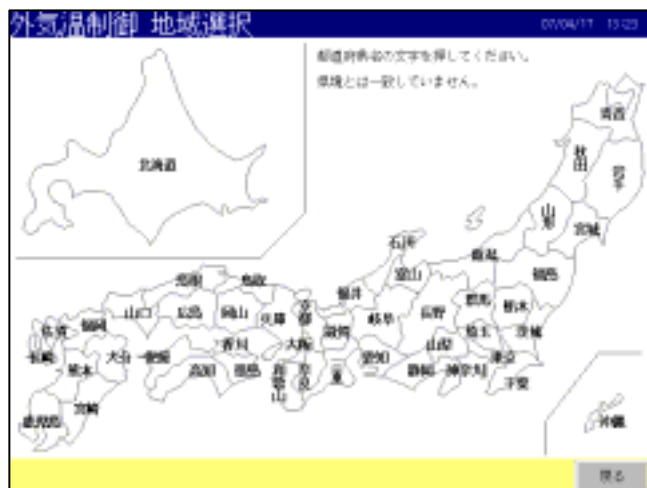 外気温制御 地域選択
07/04/17 13:23
都道府県名の文字を押してください。
県境とは一致していません。
北海道
青森
秋田
岩手
山形
宮城
石川
新潟
富山
福島
島根
鳥取
福井
山口
広島
岡山
兵庫
京都
滋賀
岐阜
長野
群馬
栃木
佐賀
福岡
埼玉
茨城
長崎
大分
愛媛
香川
大阪
愛知
山梨
東京
熊本
高知
徳島
和歌山
奈良
三重
静岡
神奈川
千葉
宮崎
鹿児島
沖縄
戻る